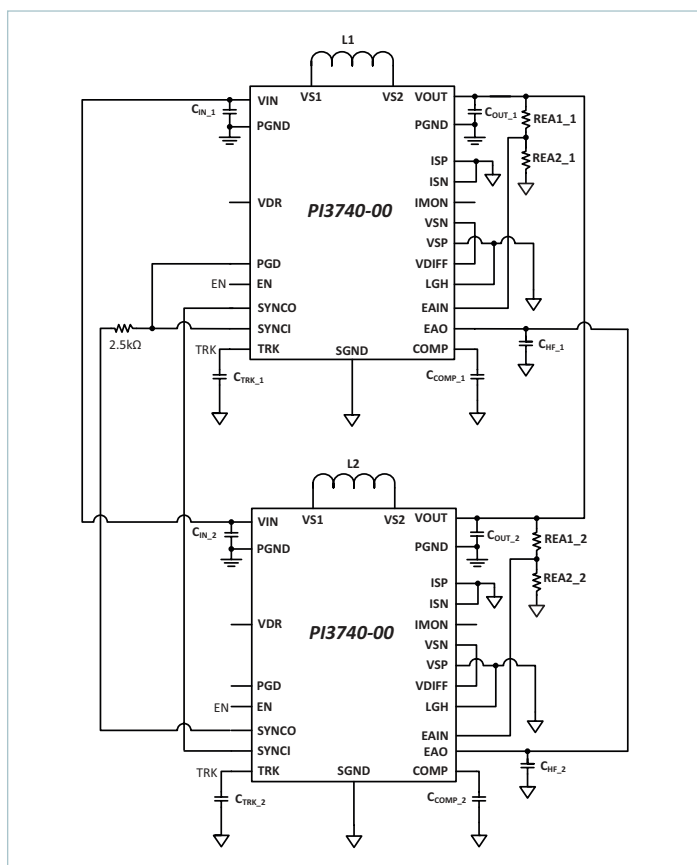 L1
VS1 VS2
VIN VOUT
C_IN_1 C_OUT_1 REA1_1
PGND PGND
REA2_1
ISP
ISN
VDR PI3740-00 IMON
VSN
VSP
PGD VDIFF
EN EN LGH
SYNCO EAIN
2.5kΩ SYNCI EAO
TRK TRK SGND COMP C_HF_1
C_TRK_1 C_COMP_1
L2
VS1 VS2
VIN VOUT
C_IN_2 C_OUT_2 REA1_2
PGND PGND
REA2_2
ISP
ISN
VDR PI3740-00 IMON
VSN
VSP
PGD VDIFF
EN EN LGH
SYNCO EAIN
SYNCI EAO
TRK TRK SGND COMP C_HF_2
C_TRK_2 C_COMP_2